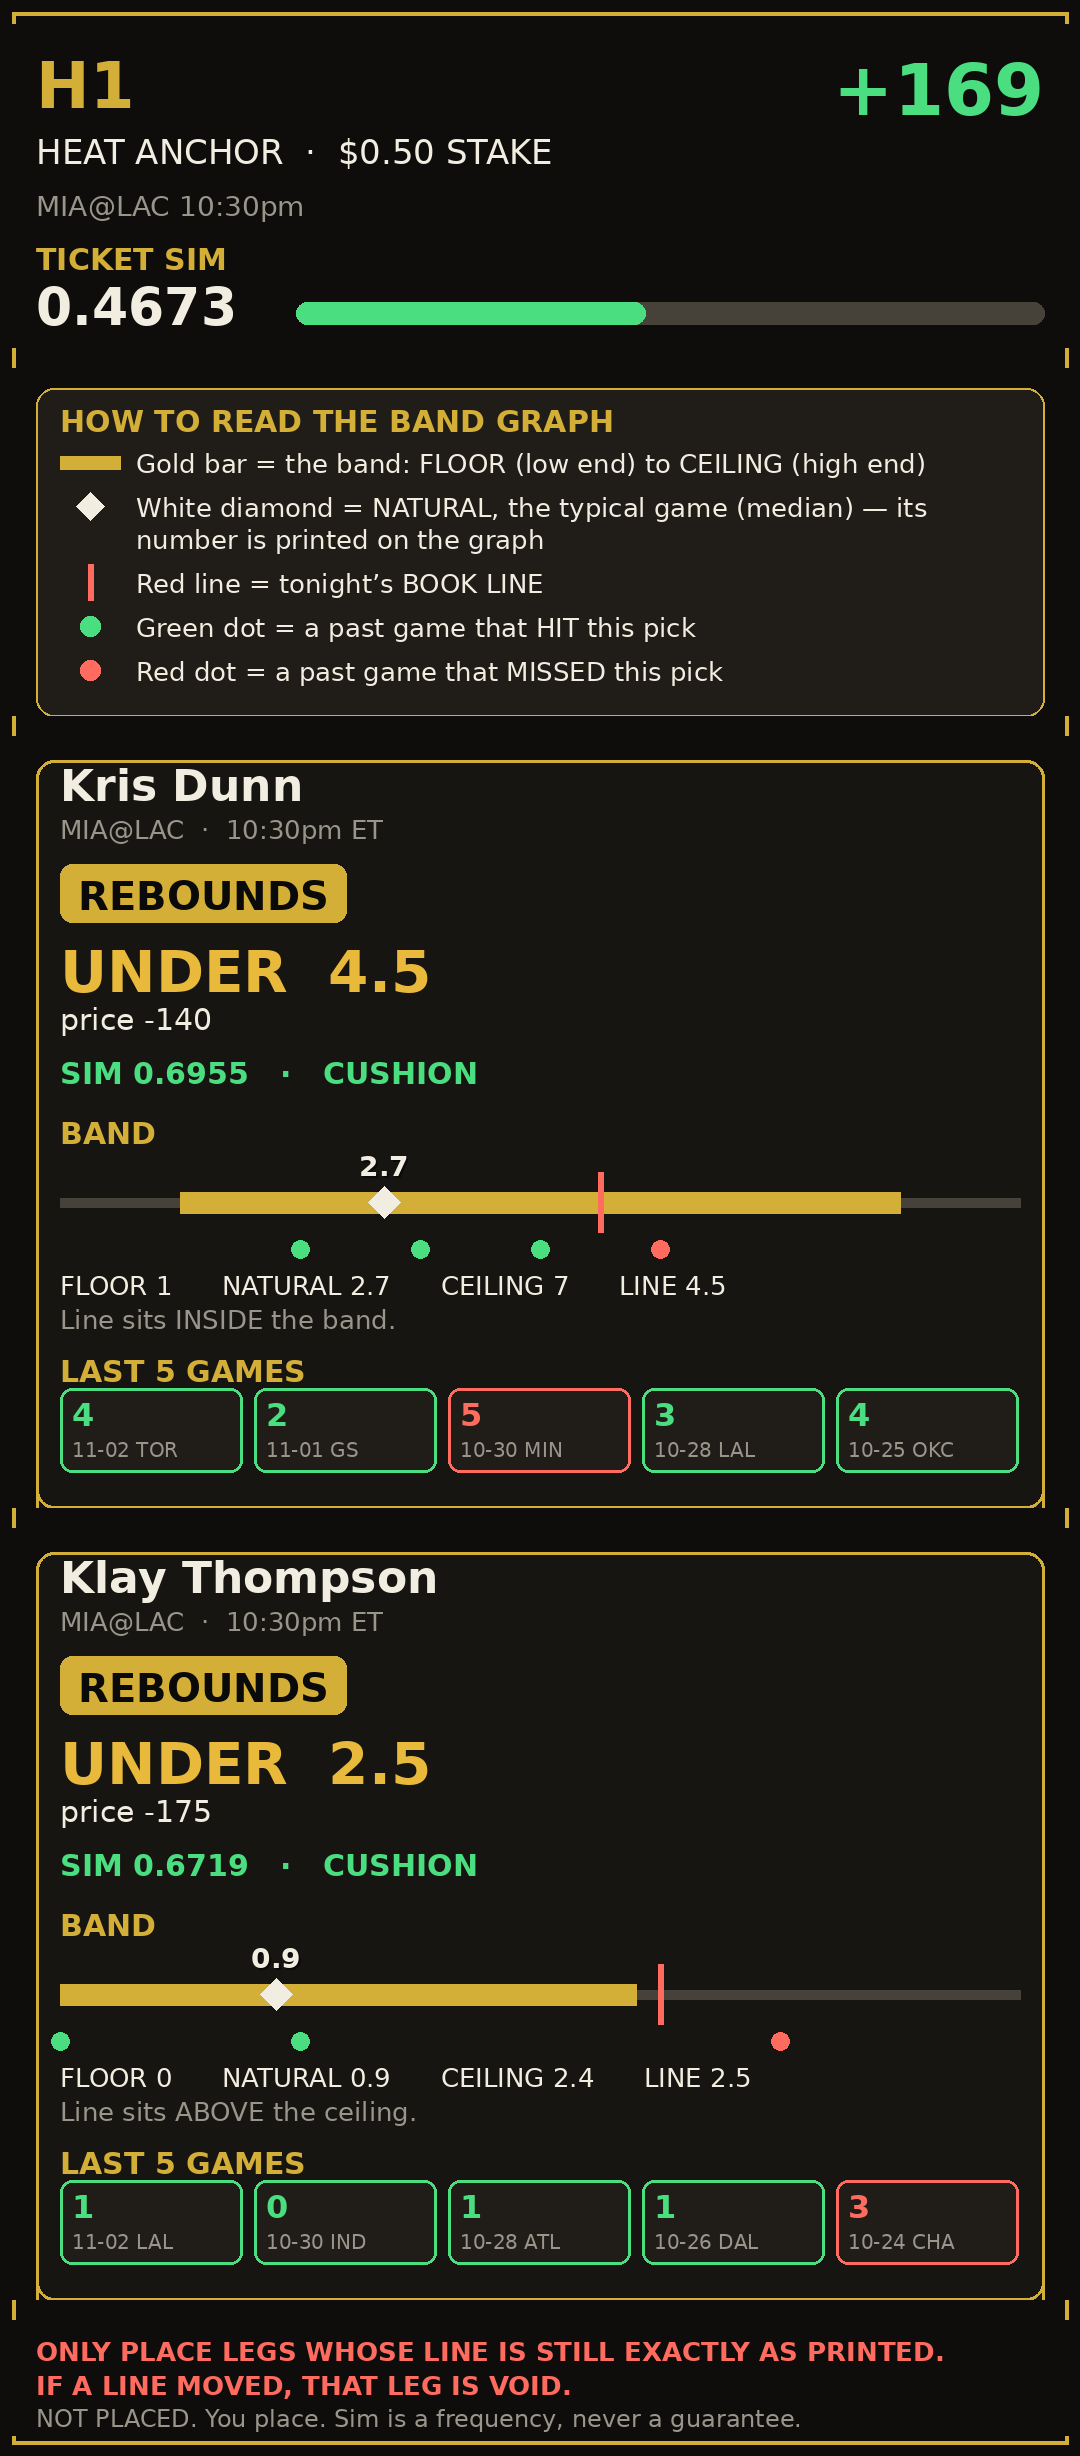 H1
+169
HEAT ANCHOR · $0.50 STAKE
MIA@LAC 10:30pm
TICKET SIM
0.4673
HOW TO READ THE BAND GRAPH
Gold bar = the band: FLOOR (low end) to CEILING (high end)
White diamond = NATURAL, the typical game (median) — its
number is printed on the graph
Red line = tonight’s BOOK LINE
Green dot = a past game that HIT this pick
Red dot = a past game that MISSED this pick
Kris Dunn
MIA@LAC · 10:30pm ET
REBOUNDS
UNDER 4.5
price -140
SIM 0.6955 · CUSHION
BAND
2.7
FLOOR 1 NATURAL 2.7 CEILING 7 LINE 4.5
Line sits INSIDE the band.
LAST 5 GAMES
4 2 5 3 4
11-02 TOR 11-01 GS 10-30 MIN 10-28 LAL 10-25 OKC
Klay Thompson
MIA@LAC · 10:30pm ET
REBOUNDS
UNDER 2.5
price -175
SIM 0.6719 · CUSHION
BAND
0.9
FLOOR 0 NATURAL 0.9 CEILING 2.4 LINE 2.5
Line sits ABOVE the ceiling.
LAST 5 GAMES
1 0 1 1 3
11-02 LAL 10-30 IND 10-28 ATL 10-26 DAL 10-24 CHA
ONLY PLACE LEGS WHOSE LINE IS STILL EXACTLY AS PRINTED.
IF A LINE MOVED, THAT LEG IS VOID.
NOT PLACED. You place. Sim is a frequency, never a guarantee.